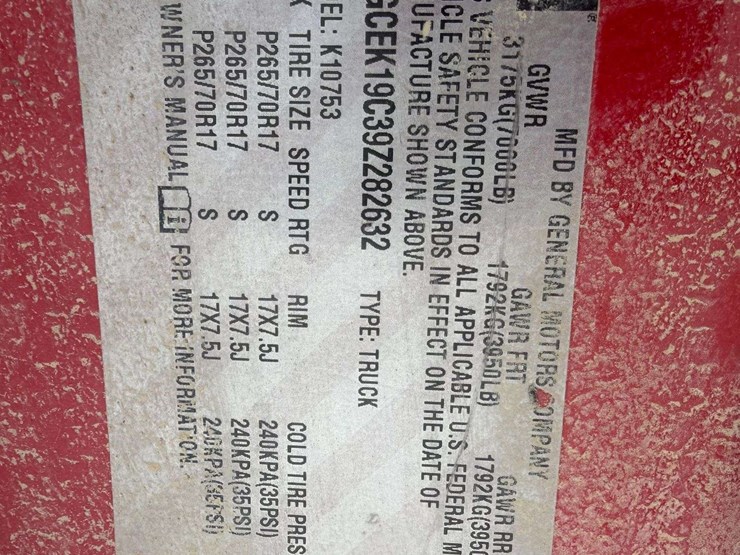 MFD BY GENERAL MOTORS COMPANY
GVWR GAWR FRT GAWR RR
3175KG(7000LB) 1792KG(3950LB) 1792KG(395
VEHICLE CONFORMS TO ALL APPLICABLE U.S. FEDERAL M
CLE SAFETY STANDARDS IN EFFECT ON THE DATE OF
UFACTURE SHOWN ABOVE.
GCEK19C39Z282632 TYPE: TRUCK
EL: K10753
TIRE SIZE SPEED RTG RIM COLD TIRE PRES
P265/70R17 S 17X7.5J 240KPA(35PSI)
P265/70R17 S 17X7.5J 240KPA(35PSI)
P265/70R17 S 17X7.5J 240KPA(35PSI)
WNER'S MANUAL i FOR MORE INFORMATION.